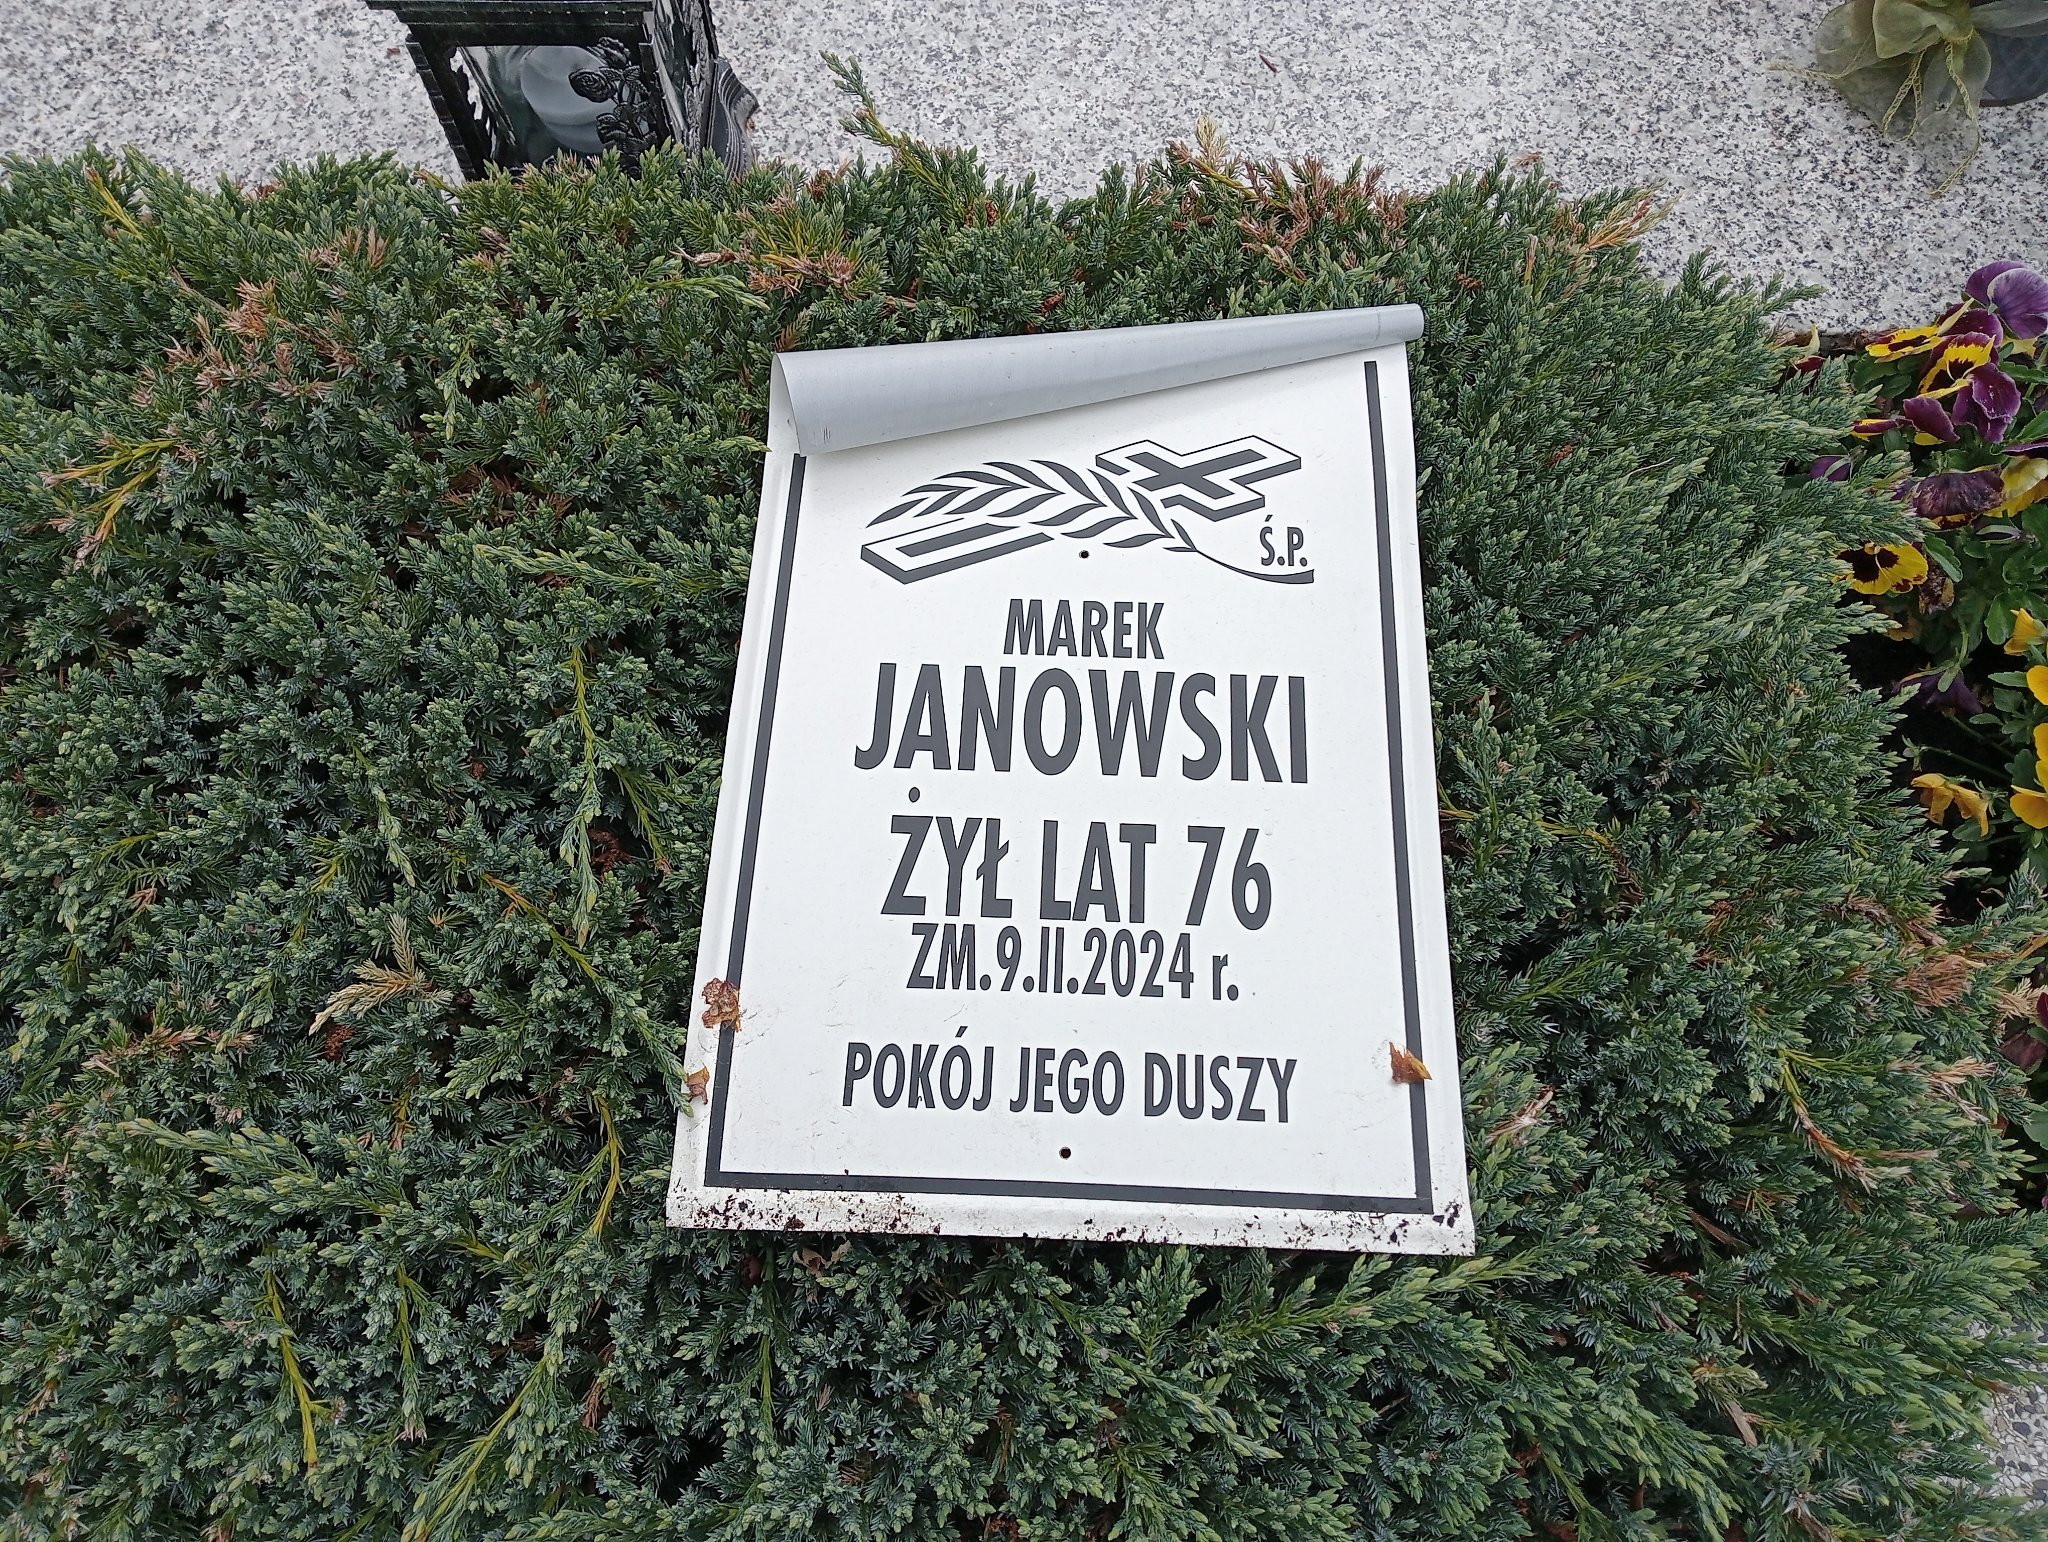 Ś.P.
MAREK
JANOWSKI
ŻYŁ LAT 76
ZM.9.II.2024 r.
POKÓJ JEGO DUSZY